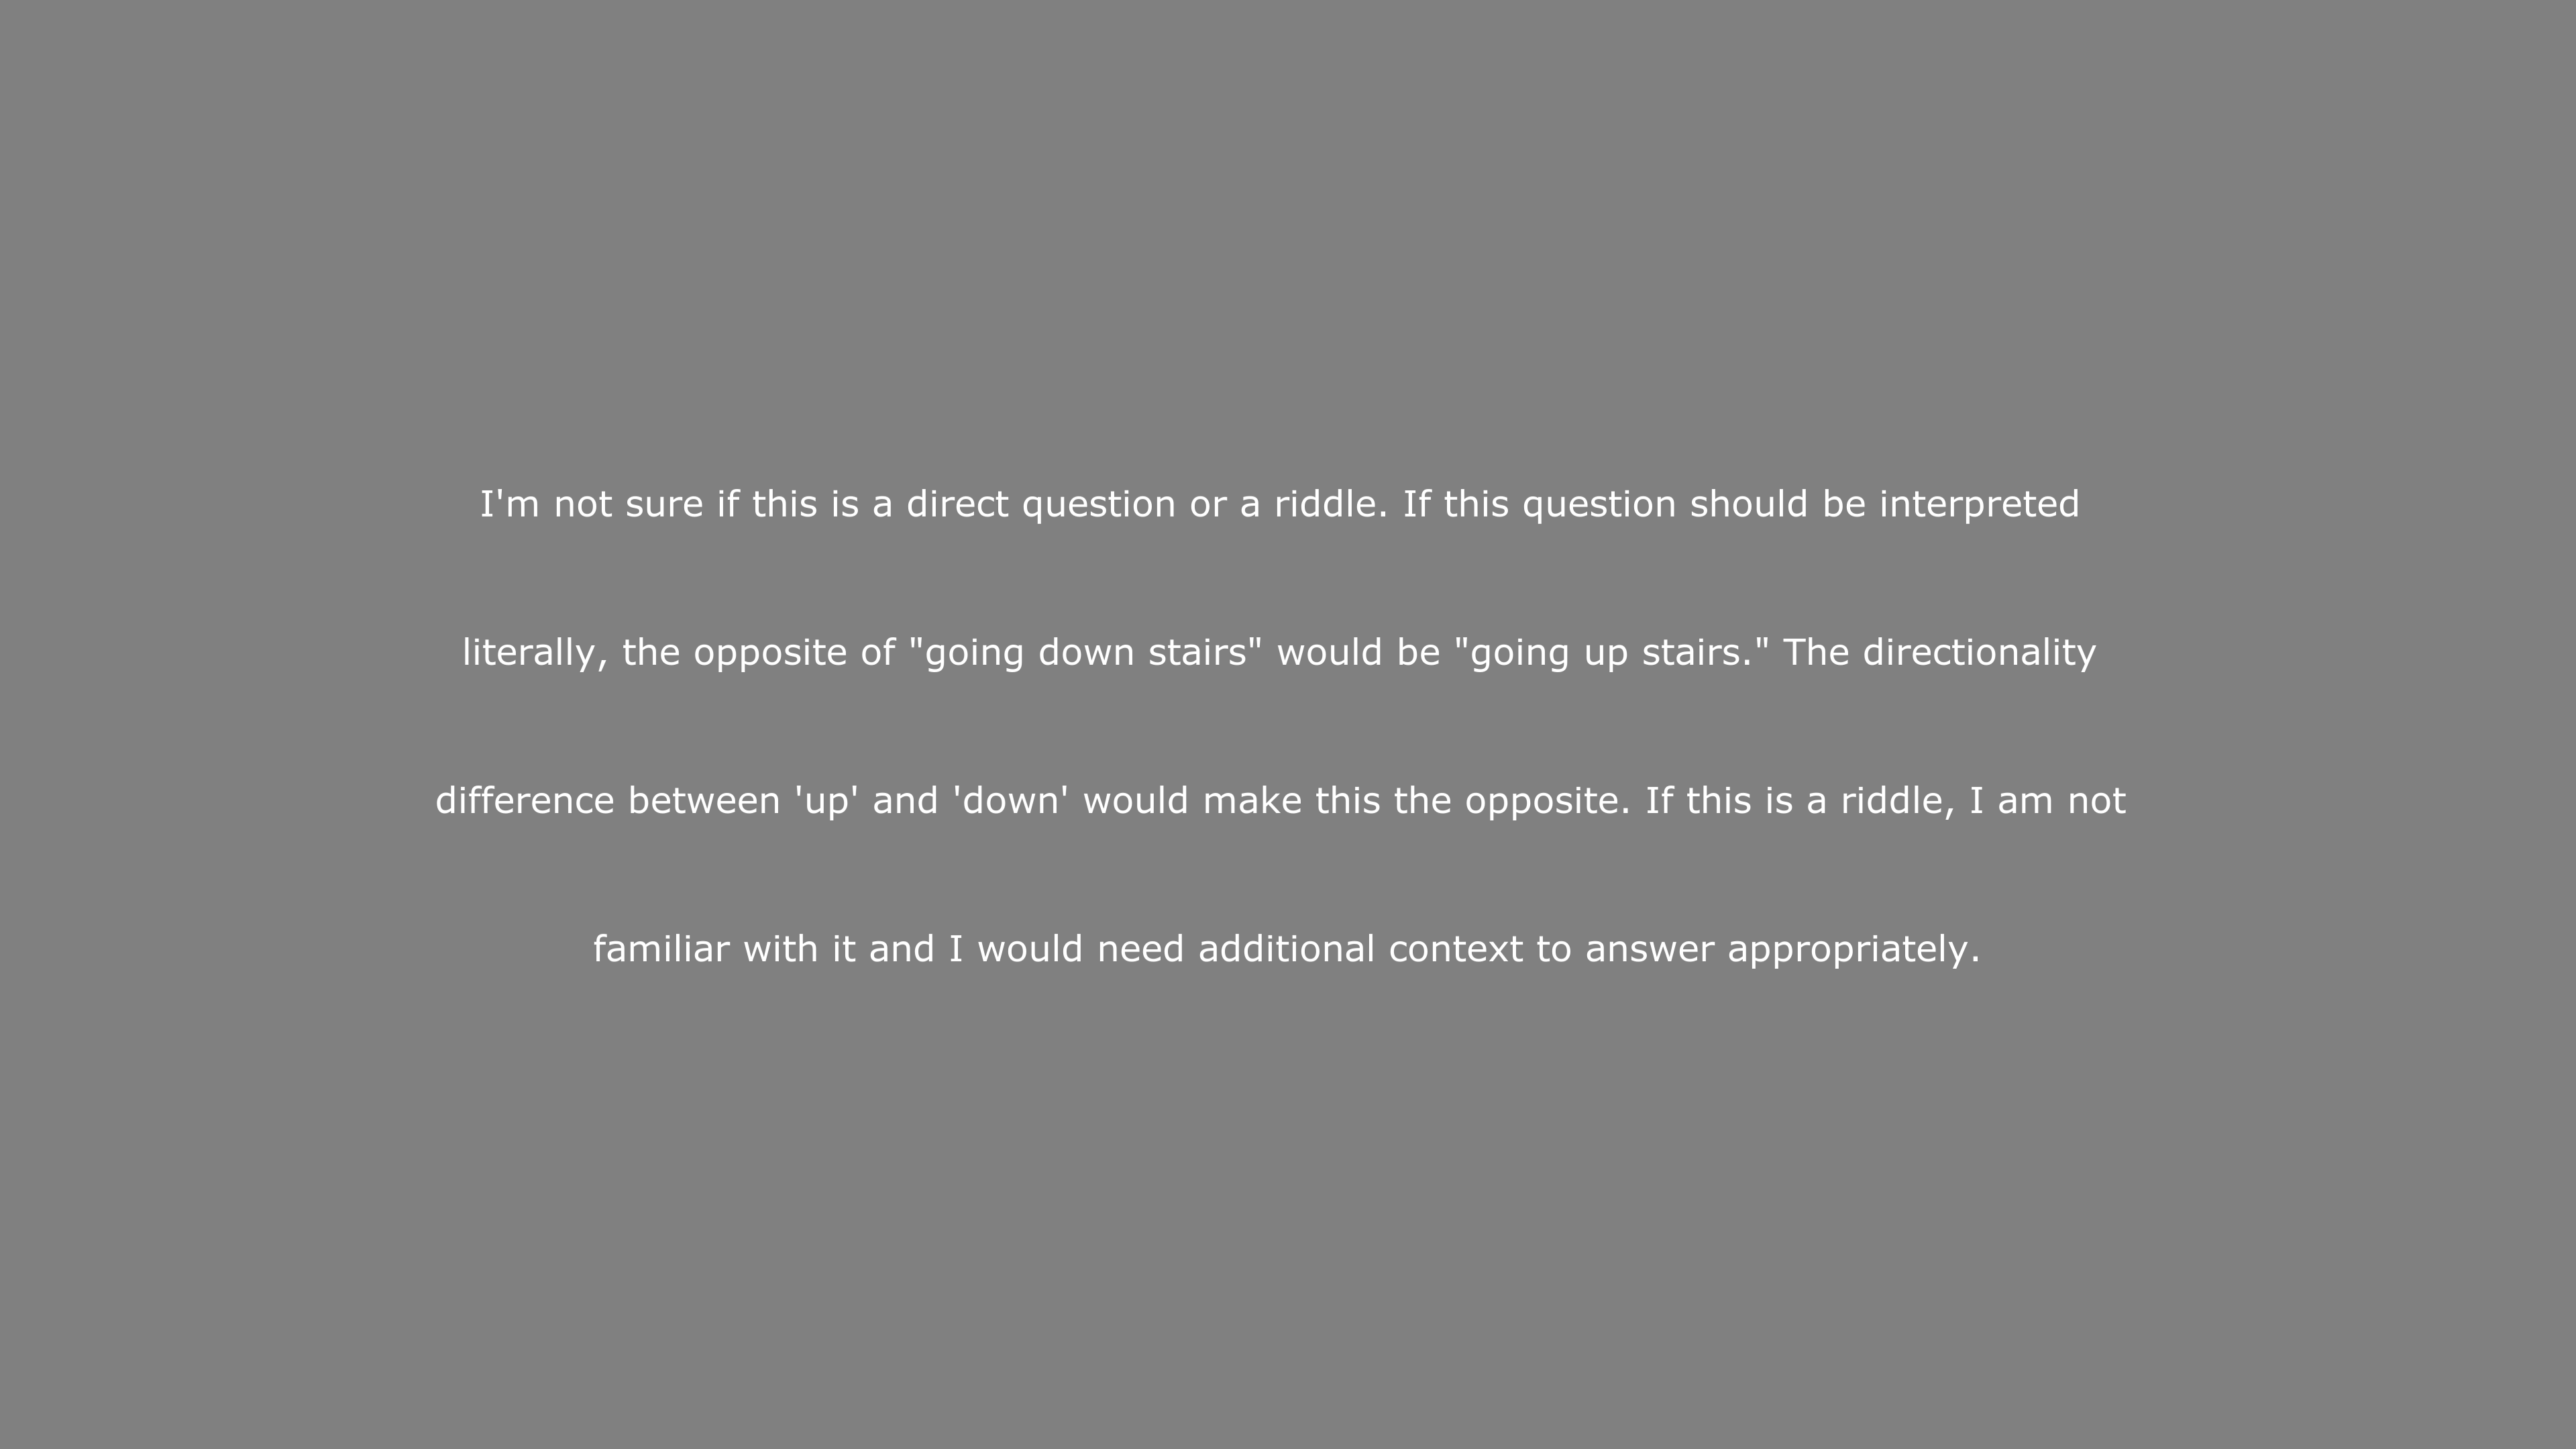 I'm not sure if this is a direct question or a riddle. If this question should be interpreted
literally, the opposite of "going down stairs" would be "going up stairs." The directionality
difference between 'up' and 'down' would make this the opposite. If this is a riddle, I am not
familiar with it and I would need additional context to answer appropriately.